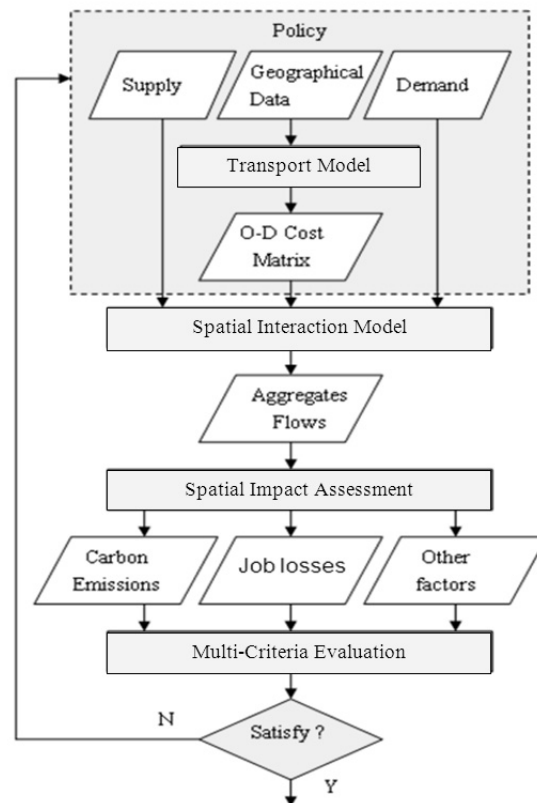 Policy
Supply
Geographical
Data
Demand
Transport Model
O-D Cost
Matrix
Spatial Interaction Model
Aggregates
Flows
Spatial Impact Assessment
Carbon
Emissions
Job losses
Other
factors
Multi-Criteria Evaluation
N
Satisfy ?
Y